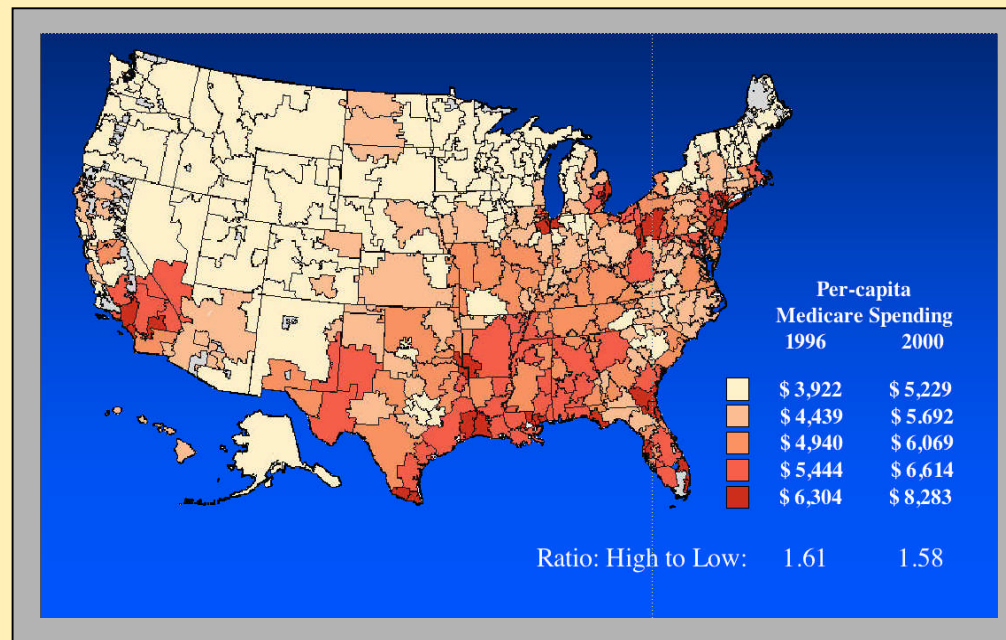 Per-capita
Medicare Spending
1996 2000
$ 3,922 $ 5,229
$ 4,439 $ 5.692
$ 4,940 $ 6,069
$ 5,444 $ 6,614
$ 6,304 $ 8,283
Ratio: High to Low: 1.61 1.58